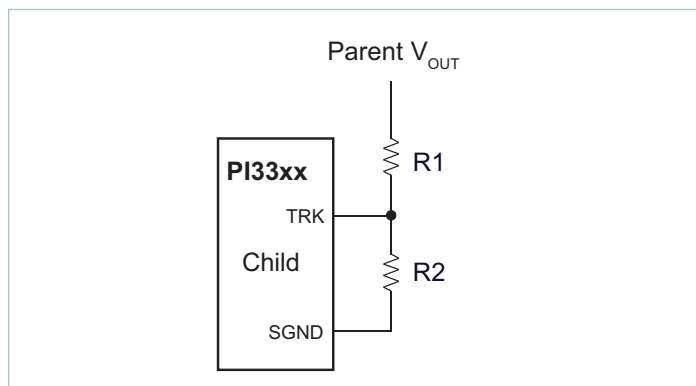 Parent VOUT
R1
PI33xx
TRK
Child
R2
SGND